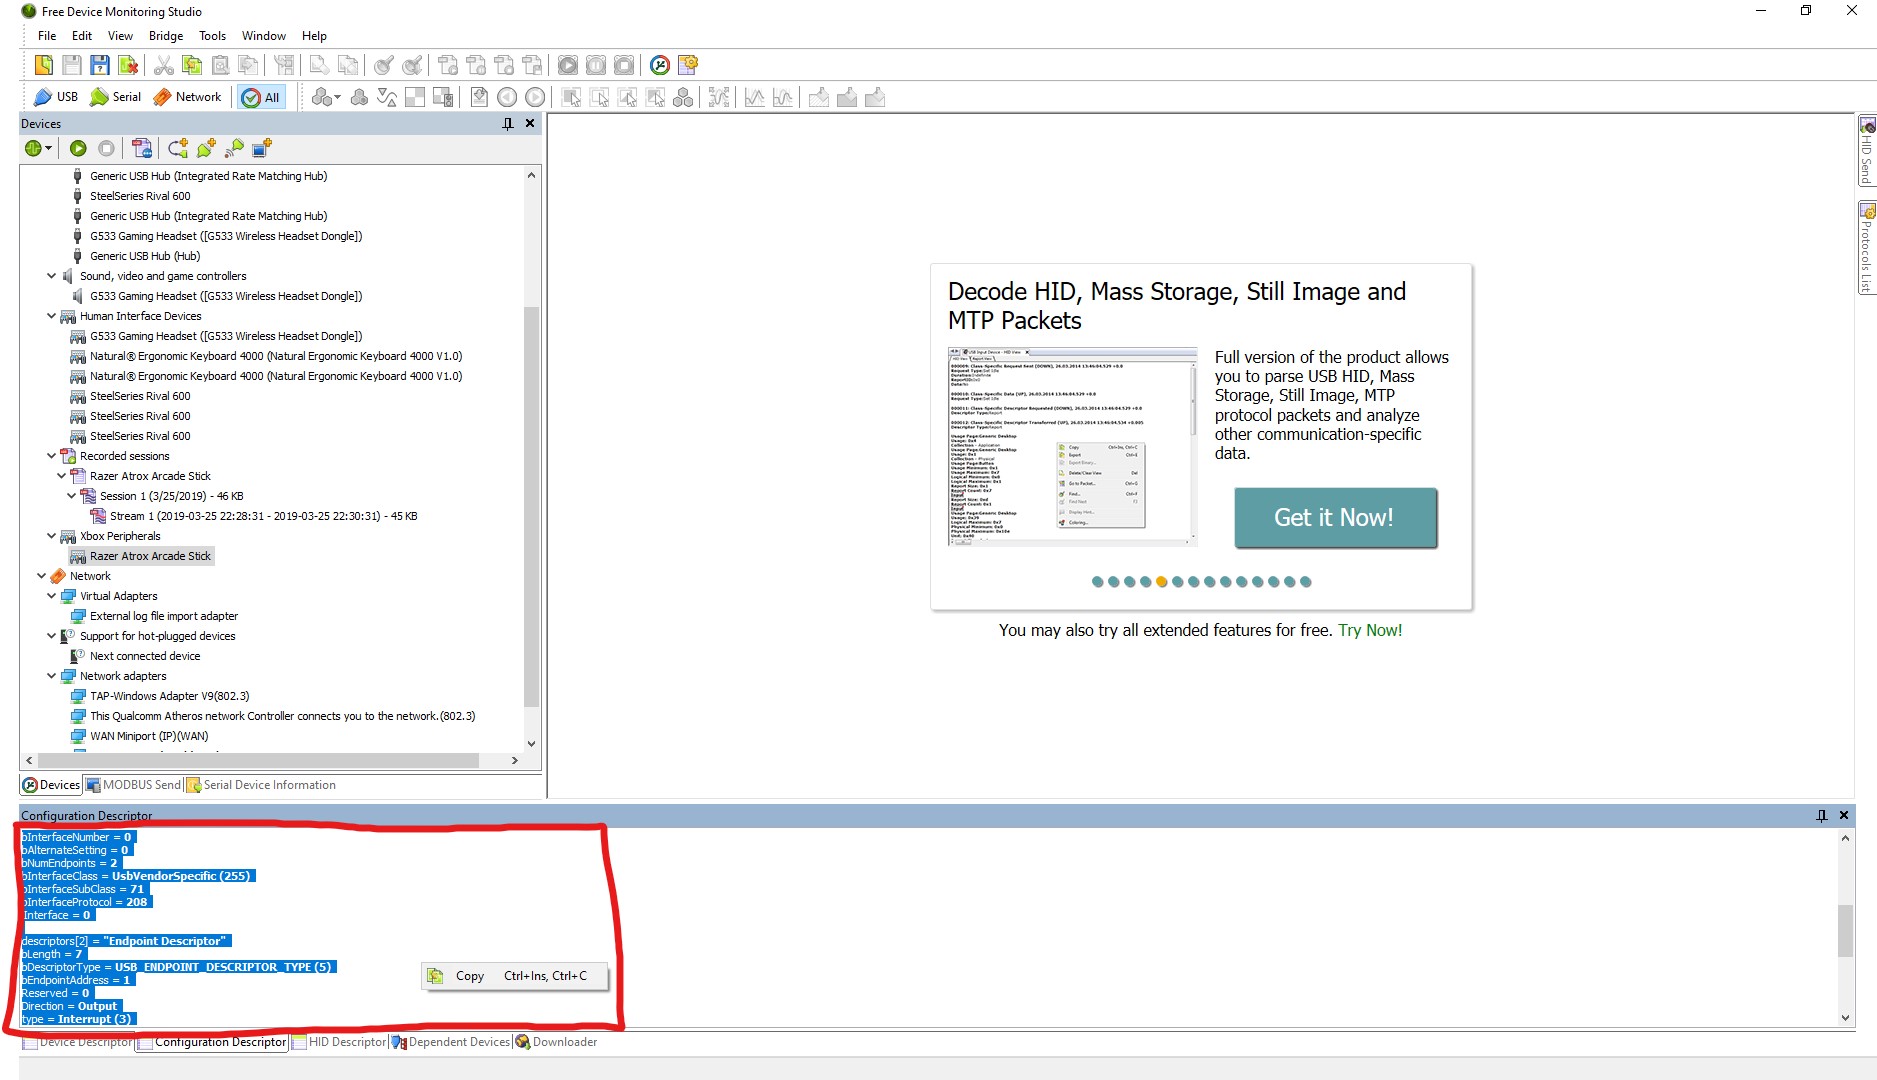 Free Device Monitoring Studio
File Edit View Bridge Tools Window Help
USB Serial Network All
Devices
Generic USB Hub (Integrated Rate Matching Hub)
SteelSeries Rival 600
Generic USB Hub (Integrated Rate Matching Hub)
G533 Gaming Headset ([G533 Wireless Headset Dongle])
Generic USB Hub (Hub)
Sound, video and game controllers
G533 Gaming Headset ([G533 Wireless Headset Dongle])
Human Interface Devices
G533 Gaming Headset ([G533 Wireless Headset Dongle])
Natural® Ergonomic Keyboard 4000 (Natural Ergonomic Keyboard 4000 V1.0)
Natural® Ergonomic Keyboard 4000 (Natural Ergonomic Keyboard 4000 V1.0)
SteelSeries Rival 600
SteelSeries Rival 600
SteelSeries Rival 600
Recorded sessions
Razer Atrox Arcade Stick
Session 1 (3/25/2019) - 46 KB
Stream 1 (2019-03-25 22:28:31 - 2019-03-25 22:30:31) - 45 KB
Xbox Peripherals
Razer Atrox Arcade Stick
Network
Virtual Adapters
External log file import adapter
Support for hot-plugged devices
Next connected device
Network adapters
TAP-Windows Adapter V9(802.3)
This Qualcomm Atheros network Controller connects you to the network.(802.3)
WAN Miniport (IP)(WAN)
Devices MODBUS Send Serial Device Information
Decode HID, Mass Storage, Still Image and
MTP Packets
Full version of the product allows
you to parse USB HID, Mass
Storage, Still Image, MTP
protocol packets and analyze
other communication-specific
data.
Get it Now!
You may also try all extended features for free. Try Now!
HID Send
Protocols List
Configuration Descriptor
bInterfaceNumber = 0
bAlternateSetting = 0
bNumEndpoints = 2
bInterfaceClass = UsbVendorSpecific (255)
bInterfaceSubClass = 71
bInterfaceProtocol = 208
Interface = 0
descriptors[2] = "Endpoint Descriptor"
bLength = 7
bDescriptorType = USB_ENDPOINT_DESCRIPTOR_TYPE (5)
bEndpointAddress = 1
Reserved = 0
Direction = Output
type = Interrupt (3)
Copy Ctrl+Ins, Ctrl+C
Device Descriptor Configuration Descriptor HID Descriptor Dependent Devices Downloader